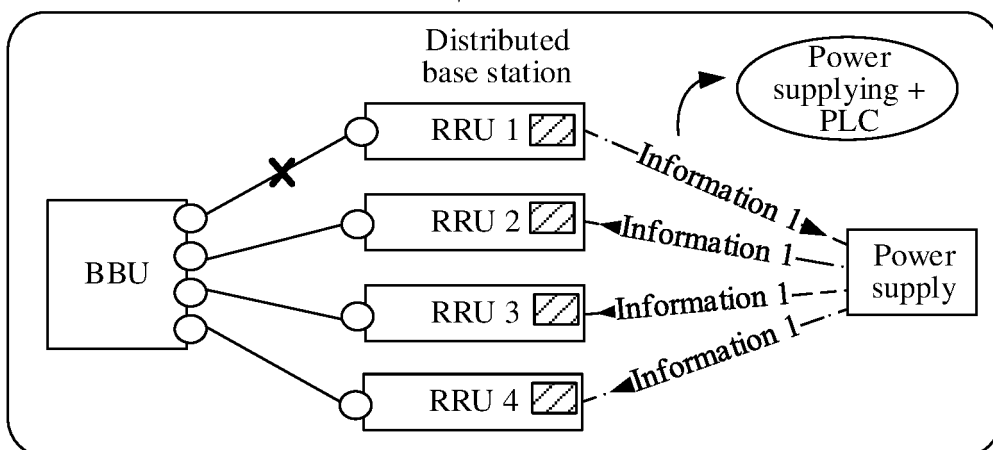 Distributed
base station
Power
supplying +
PLC
RRU 1
Information 1
RRU 2
Information 1
BBU
Power
supply
RRU 3
Information 1
RRU 4
Information 1